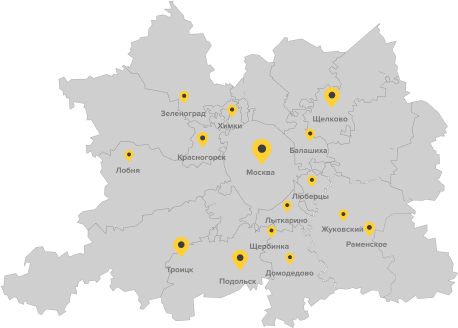 Зеленоград
Химки
Щелково
Красногорск
Балашиха
Лобня
Москва
Люберцы
Лыткарино
Жуковский
Щербинка
Раменское
Троицк
Домодедово
Подольск